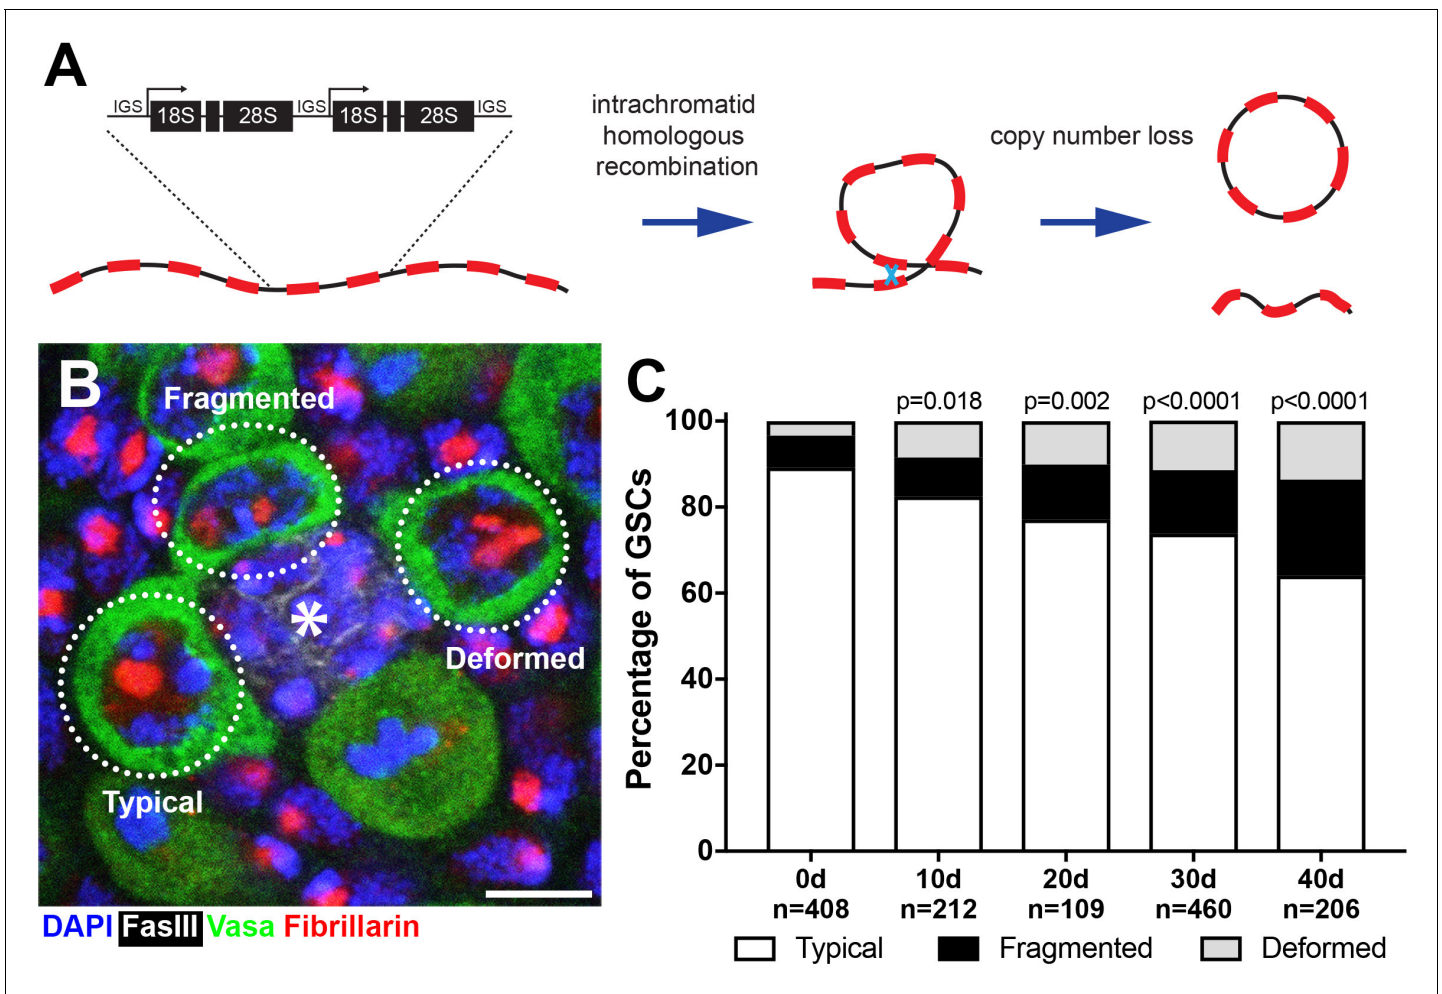 A
IGS 18S 28S IGS 18S 28S IGS
intrachromatid
homologous
recombination
copy number loss
B
Fragmented
Deformed
*
Typical
DAPI FasIII Vasa Fibrillarin
C
p=0.018 p=0.002 p<0.0001 p<0.0001
Percentage of GSCs
100
80
60
40
20
0
0d 10d 20d 30d 40d
n=408 n=212 n=109 n=460 n=206
Typical Fragmented Deformed